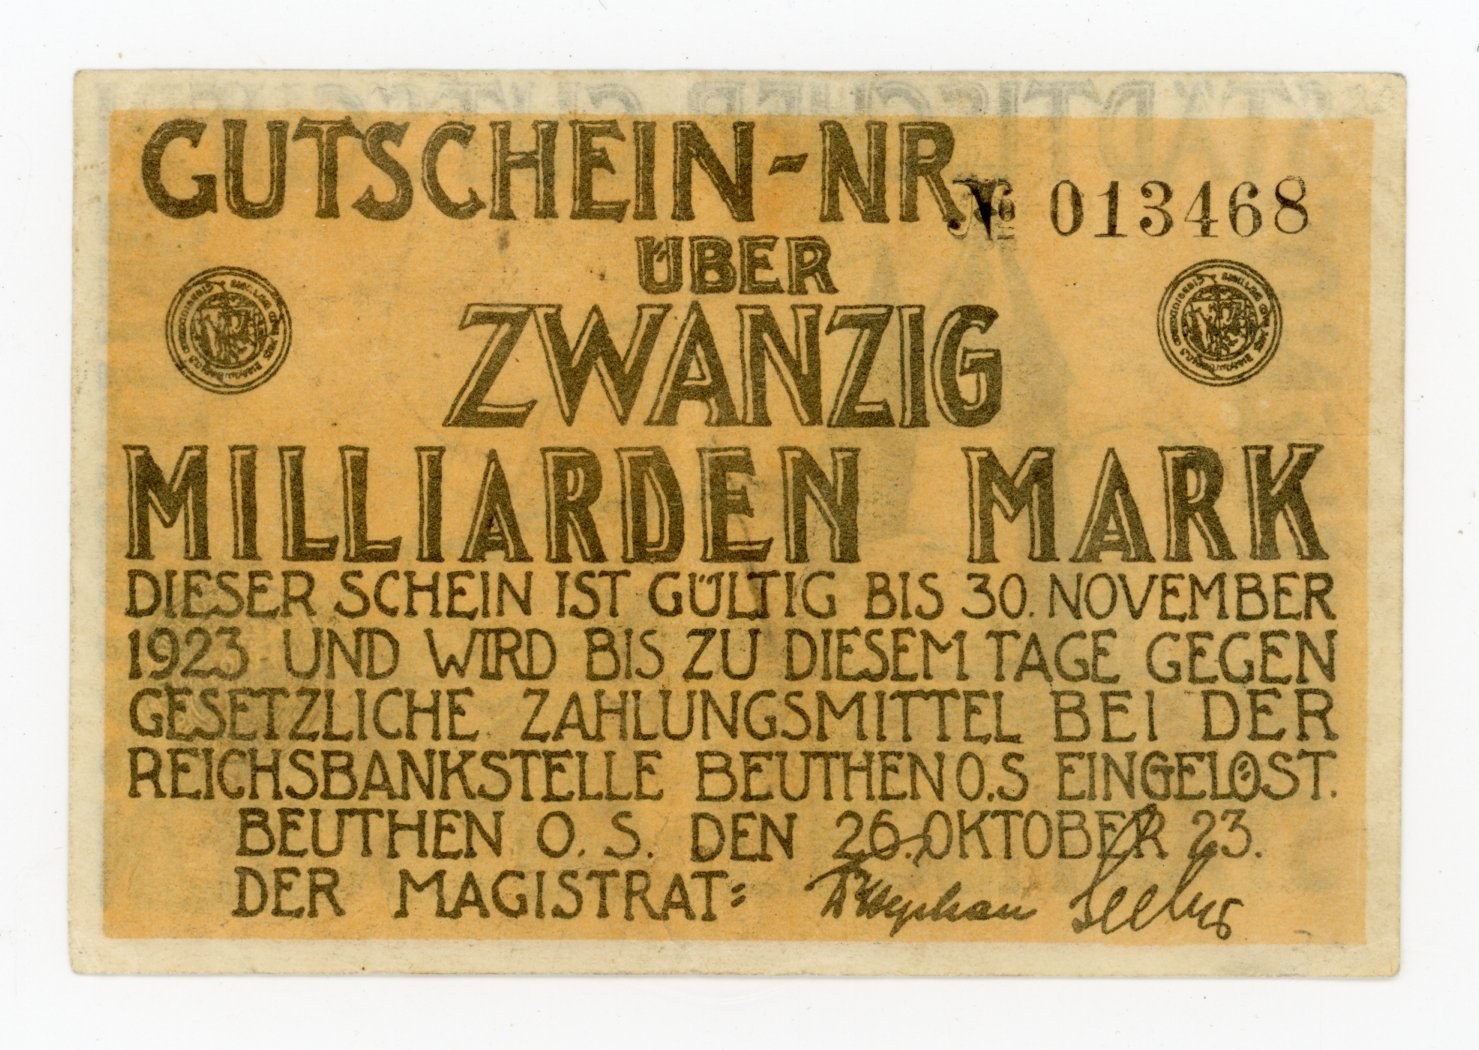 GUTSCHEIN-NR.
№ 013468
ÜBER
ZWANZIG
MILLIARDEN MARK
DIESER SCHEIN IST GÜLTIG BIS 30. NOVEMBER
1923 UND WIRD BIS ZU DIESEM TAGE GEGEN
GESETZLICHE ZAHLUNGSMITTEL BEI DER
REICHSBANKSTELLE BEUTHEN O.S EINGELÖST.
BEUTHEN O. S. DEN 26. OKTOBER 23.
DER MAGISTRAT: